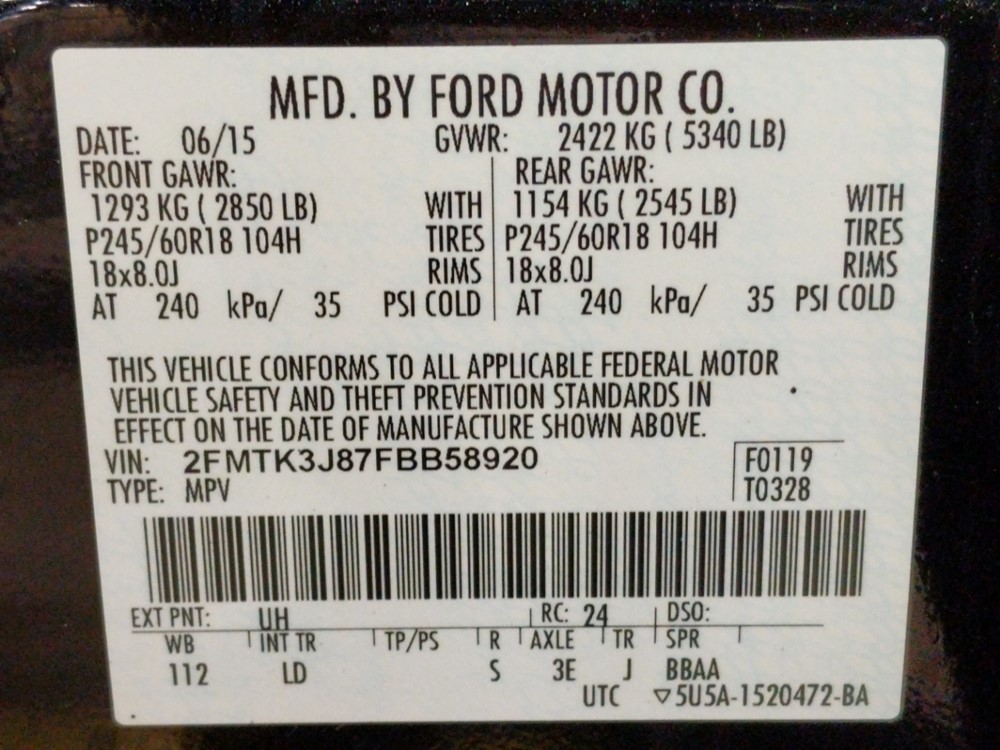 MFD. BY FORD MOTOR CO.
DATE: 06/15 GVWR: 2422 KG ( 5340 LB)
FRONT GAWR: REAR GAWR:
1293 KG ( 2850 LB) WITH 1154 KG ( 2545 LB) WITH
P245/60R18 104H TIRES P245/60R18 104H TIRES
18x8.0J RIMS 18x8.0J RIMS
AT 240 kPa/ 35 PSI COLD AT 240 kPa/ 35 PSI COLD
THIS VEHICLE CONFORMS TO ALL APPLICABLE FEDERAL MOTOR
VEHICLE SAFETY AND THEFT PREVENTION STANDARDS IN
EFFECT ON THE DATE OF MANUFACTURE SHOWN ABOVE.
VIN: 2FMTK3J87FBB58920 F0119
TYPE: MPV T0328
EXT PNT: UH RC: 24 DSO:
WB INT TR TP/PS R AXLE TR SPR
112 LD S 3E J BBAA
UTC ▽5U5A-1520472-BA